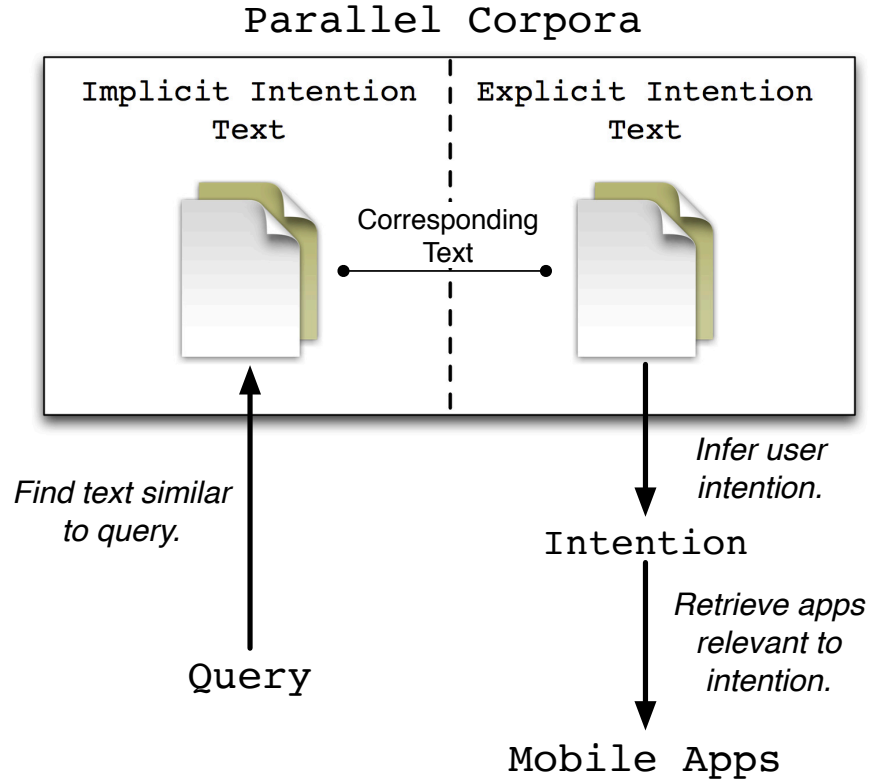 Parallel Corpora
Implicit Intention
Text
Explicit Intention
Text
Corresponding
Text
Find text similar
to query.
Query
Infer user
intention.
Intention
Retrieve apps
relevant to
intention.
Mobile Apps